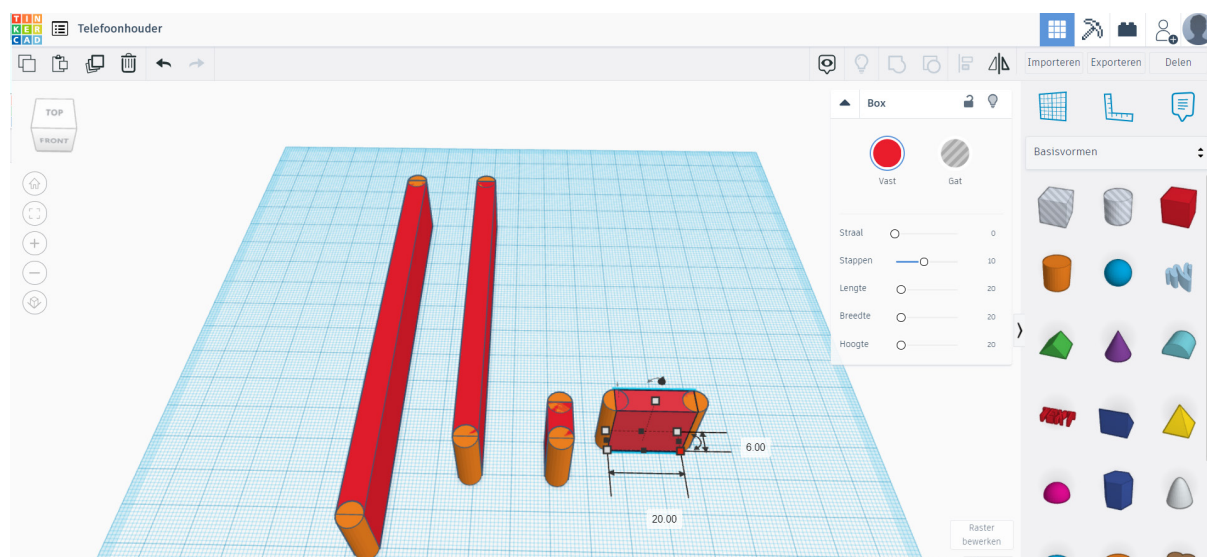 TIN
KER
CAD
Telefoonhouder
Importeren
Exporteren
Delen
TOP
FRONT
Box
Vast
Gat
Straal
0
Stappen
10
Lengte
20
Breedte
20
Hoogte
20
Basisvormen
TEXT
6.00
20.00
Raster
bewerken